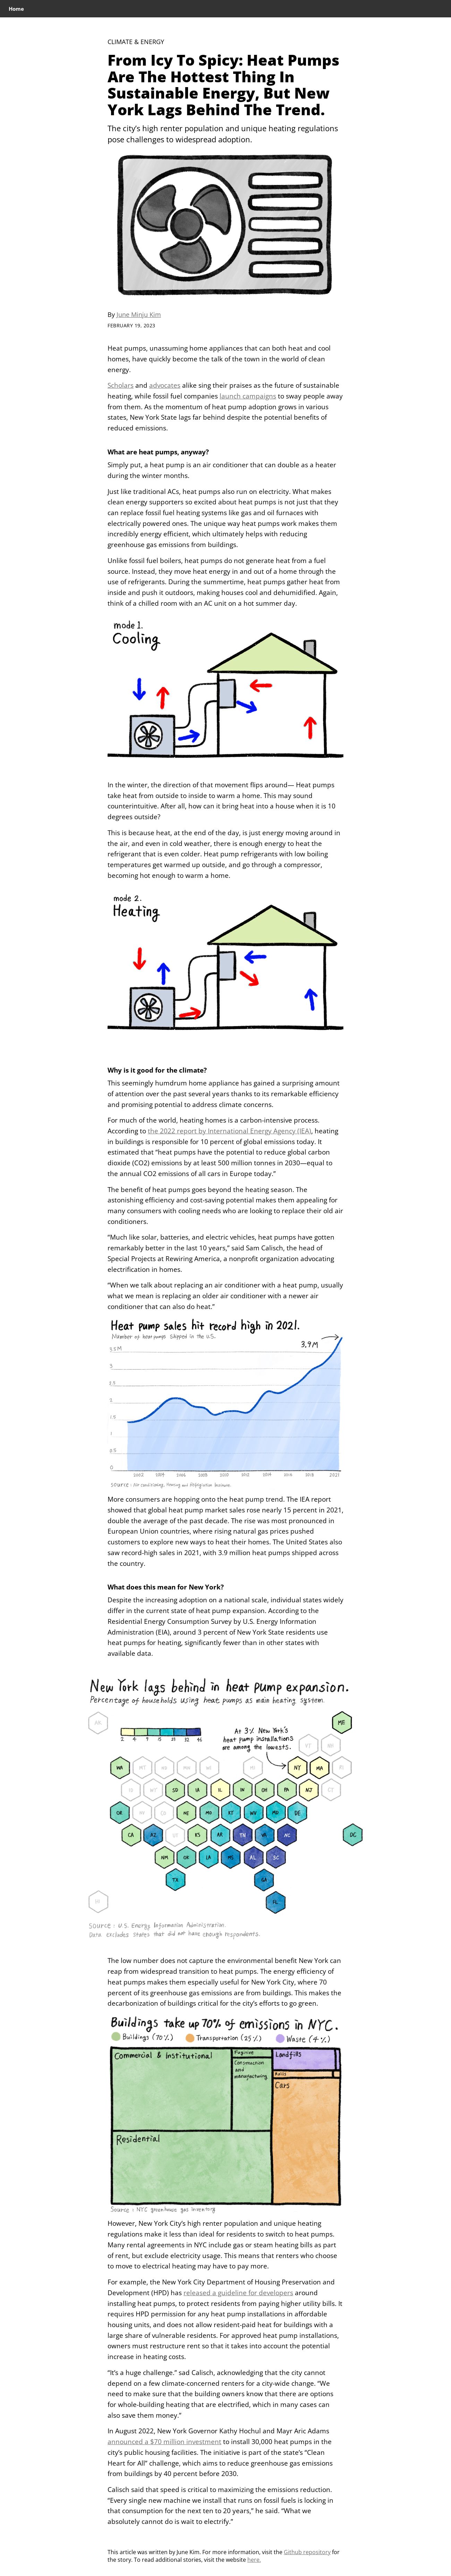 Home
CLIMATE & ENERGY
From Icy To Spicy: Heat Pumps
Are The Hottest Thing In
Sustainable Energy, But New
York Lags Behind The Trend.
The city’s high renter population and unique heating regulations
pose challenges to widespread adoption.
By June Minju Kim
FEBRUARY 19, 2023
Heat pumps, unassuming home appliances that can both heat and cool
homes, have quickly become the talk of the town in the world of clean
energy.
Scholars and advocates alike sing their praises as the future of sustainable
heating, while fossil fuel companies launch campaigns to sway people away
from them. As the momentum of heat pump adoption grows in various
states, New York State lags far behind despite the potential benefits of
reduced emissions.
What are heat pumps, anyway?
Simply put, a heat pump is an air conditioner that can double as a heater
during the winter months.
Just like traditional ACs, heat pumps also run on electricity. What makes
clean energy supporters so excited about heat pumps is not just that they
can replace fossil fuel heating systems like gas and oil furnaces with
electrically powered ones. The unique way heat pumps work makes them
incredibly energy efficient, which ultimately helps with reducing
greenhouse gas emissions from buildings.
Unlike fossil fuel boilers, heat pumps do not generate heat from a fuel
source. Instead, they move heat energy in and out of a home through the
use of refrigerants. During the summertime, heat pumps gather heat from
inside and push it outdoors, making houses cool and dehumidified. Again,
think of a chilled room with an AC unit on a hot summer day.
mode 1.
Cooling
In the winter, the direction of that movement flips around— Heat pumps
take heat from outside to inside to warm a home. This may sound
counterintuitive. After all, how can it bring heat into a house when it is 10
degrees outside?
This is because heat, at the end of the day, is just energy moving around in
the air, and even in cold weather, there is enough energy to heat the
refrigerant that is even colder. Heat pump refrigerants with low boiling
temperatures get warmed up outside, and go through a compressor,
becoming hot enough to warm a home.
mode 2.
Heating
Why is it good for the climate?
This seemingly humdrum home appliance has gained a surprising amount
of attention over the past several years thanks to its remarkable efficiency
and promising potential to address climate concerns.
For much of the world, heating homes is a carbon-intensive process.
According to the 2022 report by International Energy Agency (IEA), heating
in buildings is responsible for 10 percent of global emissions today. It
estimated that “heat pumps have the potential to reduce global carbon
dioxide (CO2) emissions by at least 500 million tonnes in 2030—equal to
the annual CO2 emissions of all cars in Europe today.”
The benefit of heat pumps goes beyond the heating season. The
astonishing efficiency and cost-saving potential makes them appealing for
many consumers with cooling needs who are looking to replace their old air
conditioners.
“Much like solar, batteries, and electric vehicles, heat pumps have gotten
remarkably better in the last 10 years,” said Sam Calisch, the head of
Special Projects at Rewiring America, a nonprofit organization advocating
electrification in homes.
“When we talk about replacing an air conditioner with a heat pump, usually
what we mean is replacing an older air conditioner with a newer air
conditioner that can also do heat.”
Heat pump sales hit record high in 2021.
Number of heat pumps shipped in the U.S.
3.9M
3.5M
3
2.5
2
1.5
1
0.5
0
2002 2004 2006 2008 2010 2012 2014 2016 2018 2021
Source : Air Conditioning, Heating and Refrigeration Institute
More consumers are hopping onto the heat pump trend. The IEA report
showed that global heat pump market sales rose nearly 15 percent in 2021,
double the average of the past decade. The rise was most pronounced in
European Union countries, where rising natural gas prices pushed
customers to explore new ways to heat their homes. The United States also
saw record-high sales in 2021, with 3.9 million heat pumps shipped across
the country.
What does this mean for New York?
Despite the increasing adoption on a national scale, individual states widely
differ in the current state of heat pump expansion. According to the
Residential Energy Consumption Survey by U.S. Energy Information
Administration (EIA), around 3 percent of New York State residents use
heat pumps for heating, significantly fewer than in other states with
available data.
New York lags behind in heat pump expansion.
Percentage of households using heat pumps as main heating system
AK ME
At 3% New York's
heat pump installations
are among the lowests.
VT NH
WA MT ND MN WI MI NY MA RI
ID WY SD IA IL IN OH PA NJ CT
OR NV CO NE MO KY WV MD DE
CA AZ UT KS AR TN VA NC DC
NM OK LA MS AL SC
TX GA
HI FL
Source : U.S. Energy Information Administration
Data excludes states that did not have enough respondents.
The low number does not capture the environmental benefit New York can
reap from widespread transition to heat pumps. The energy efficiency of
heat pumps makes them especially useful for New York City, where 70
percent of its greenhouse gas emissions are from buildings. This makes the
decarbonization of buildings critical for the city’s efforts to go green.
Buildings take up 70% of emissions in NYC.
Buildings (70%) Transportation (25%) Waste (4%)
Commercial & Institutional
Fugitive
Construction
and
manufacturing
Landfills
Cars
Residential
Source : NYC greenhouse gas inventory
However, New York City’s high renter population and unique heating
regulations make it less than ideal for residents to switch to heat pumps.
Many rental agreements in NYC include gas or steam heating bills as part
of rent, but exclude electricity usage. This means that renters who choose
to move to electrical heating may have to pay more.
For example, the New York City Department of Housing Preservation and
Development (HPD) has released a guideline for developers around
installing heat pumps, to protect residents from paying higher utility bills. It
requires HPD permission for any heat pump installations in affordable
housing units, and does not allow resident-paid heat for buildings with a
large share of vulnerable residents. For approved heat pump installations,
owners must restructure rent so that it takes into account the potential
increase in heating costs.
“It’s a huge challenge.” sad Calisch, acknowledging that the city cannot
depend on a few climate-concerned renters for a city-wide change. “We
need to make sure that the building owners know that there are options
for whole-building heating that are electrified, which in many cases can
also save them money.”
In August 2022, New York Governor Kathy Hochul and Mayr Aric Adams
announced a $70 million investment to install 30,000 heat pumps in the
city’s public housing facilities. The initiative is part of the state’s “Clean
Heart for All” challenge, which aims to reduce greenhouse gas emissions
from buildings by 40 percent before 2030.
Calisch said that speed is critical to maximizing the emissions reduction.
“Every single new machine we install that runs on fossil fuels is locking in
that consumption for the next ten to 20 years,” he said. “What we
absolutely cannot do is wait to electrify.”
This article was written by June Kim. For more information, visit the Github repository for
the story. To read additional stories, visit the website here.